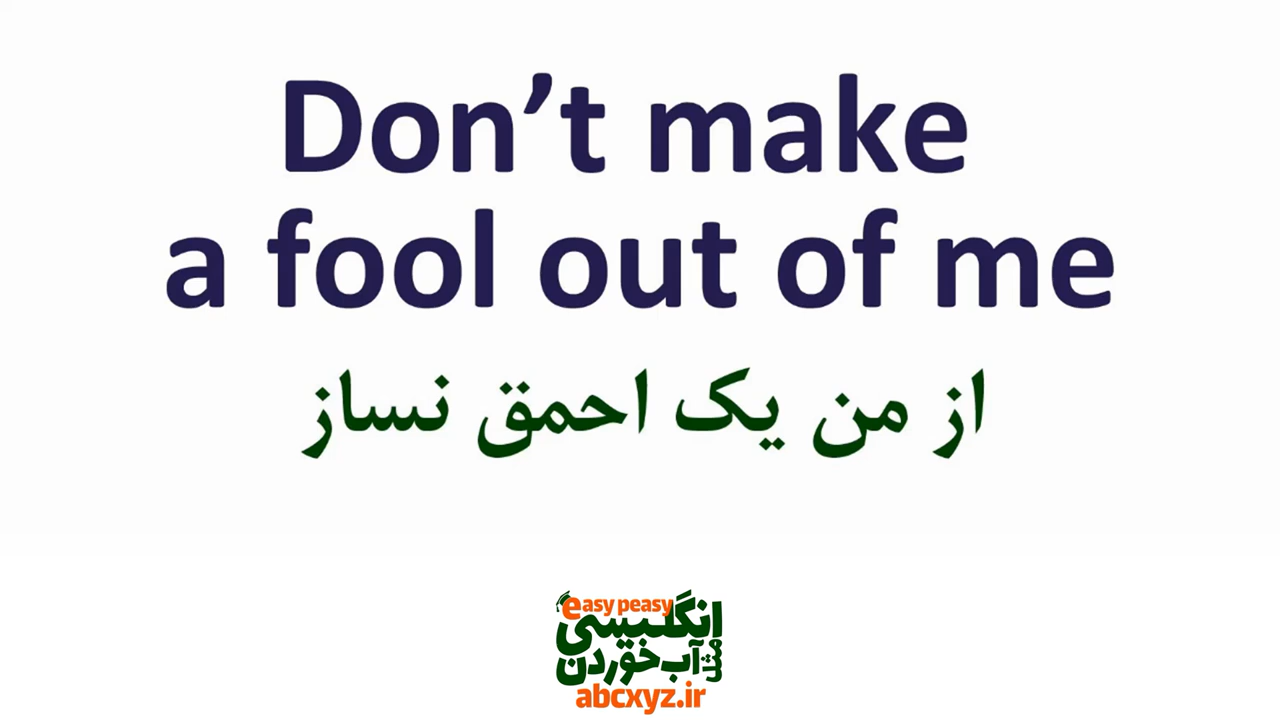 Don’t make
a fool out of me
از من یک احمق نساز
easy peasy
انگلیسی
مثل آب خوردن
abcxyz.ir